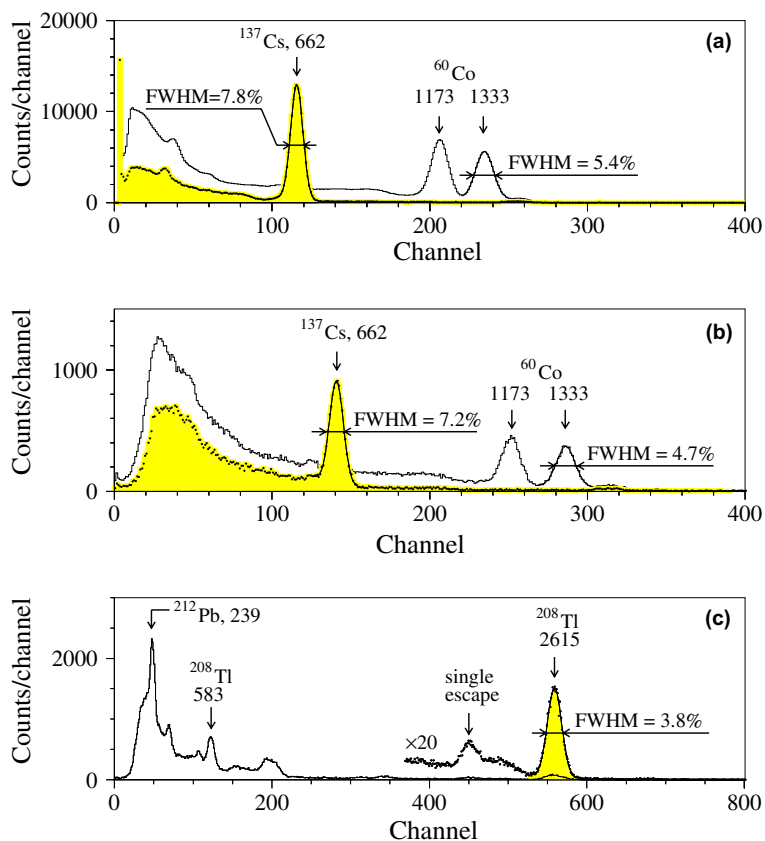 Counts/channel
20000
10000
0
(a)
¹³⁷Cs, 662
⁶⁰Co
1173 1333
FWHM=7.8%
FWHM = 5.4%
0 100 200 300 400
Channel
Counts/channel
1000
0
(b)
¹³⁷Cs, 662
⁶⁰Co
1173 1333
FWHM = 7.2%
FWHM = 4.7%
0 100 200 300 400
Channel
Counts/channel
2000
0
(c)
²¹²Pb, 239
²⁰⁸Tl
583
single
escape
×20
²⁰⁸Tl
2615
FWHM = 3.8%
0 200 400 600 800
Channel